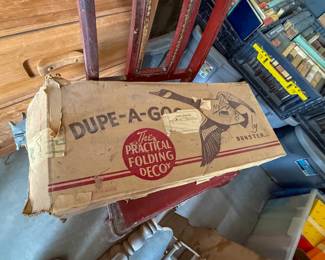 DUPE-A-GOO
The
PRACTICAL
FOLDING
DECOY